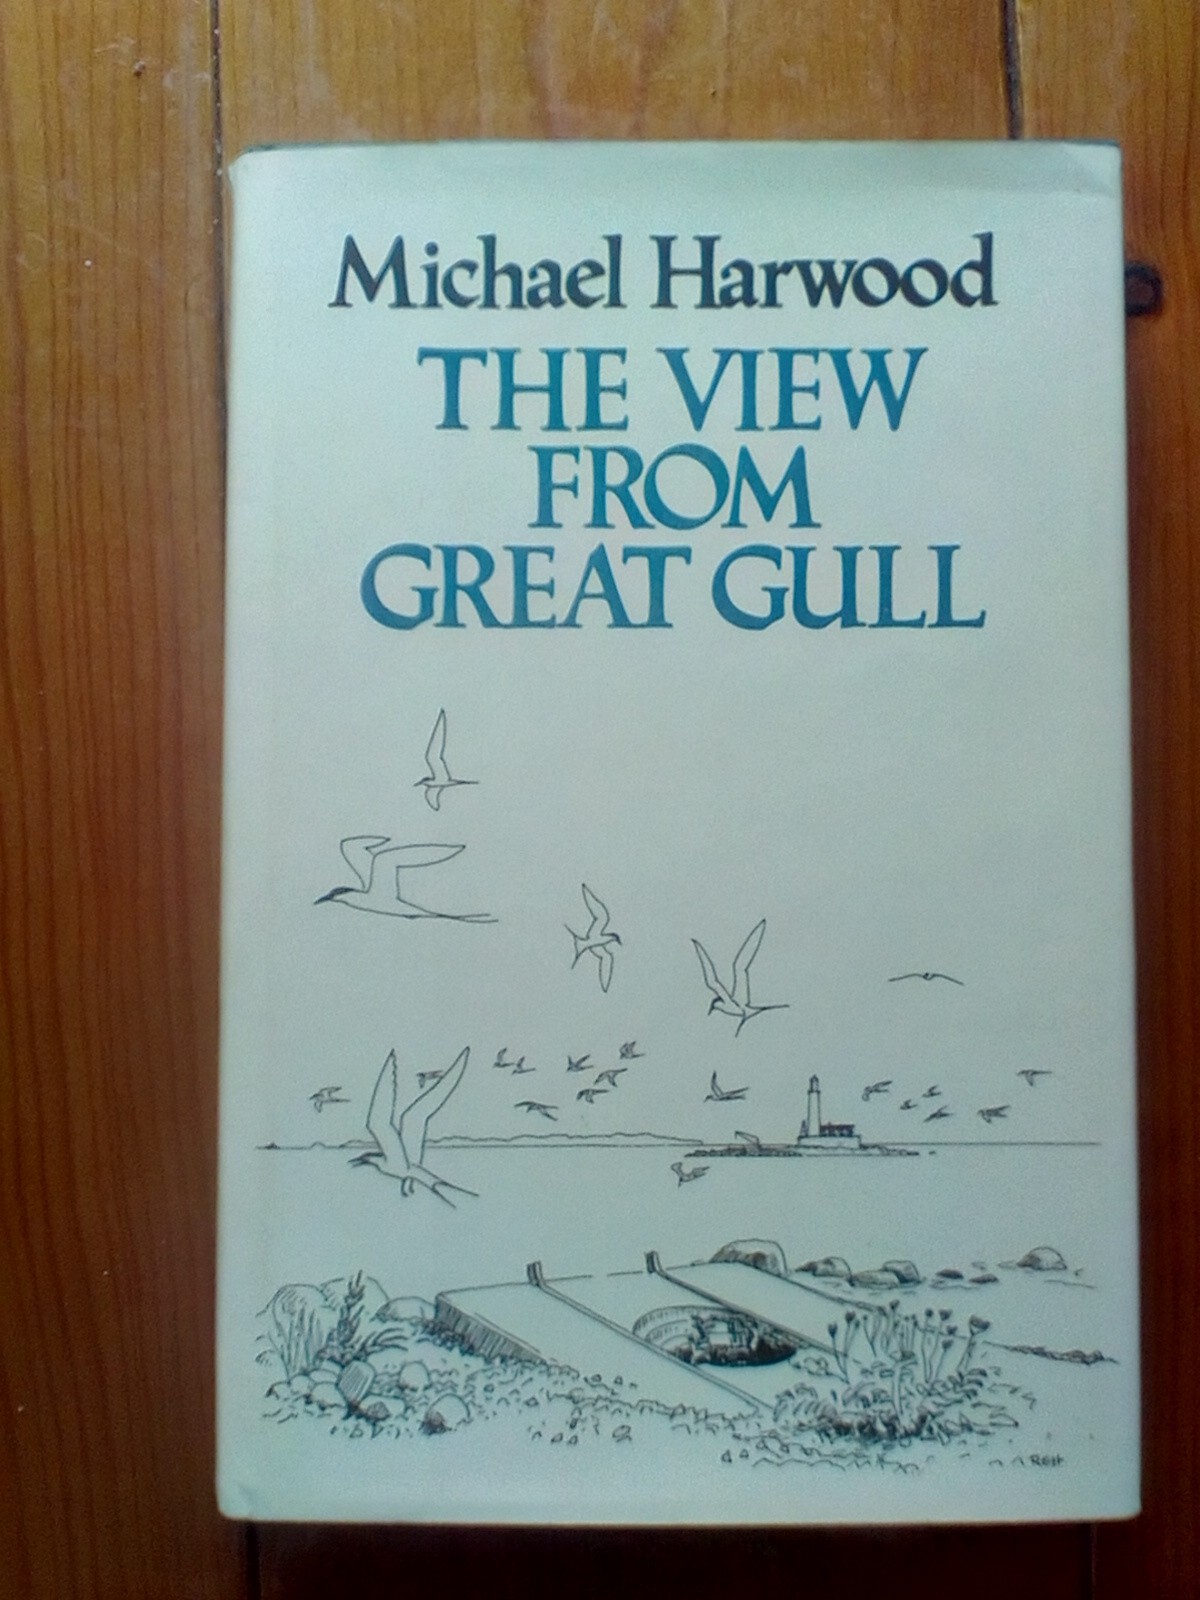 Michael Harwood
THE VIEW
FROM
GREAT GULL